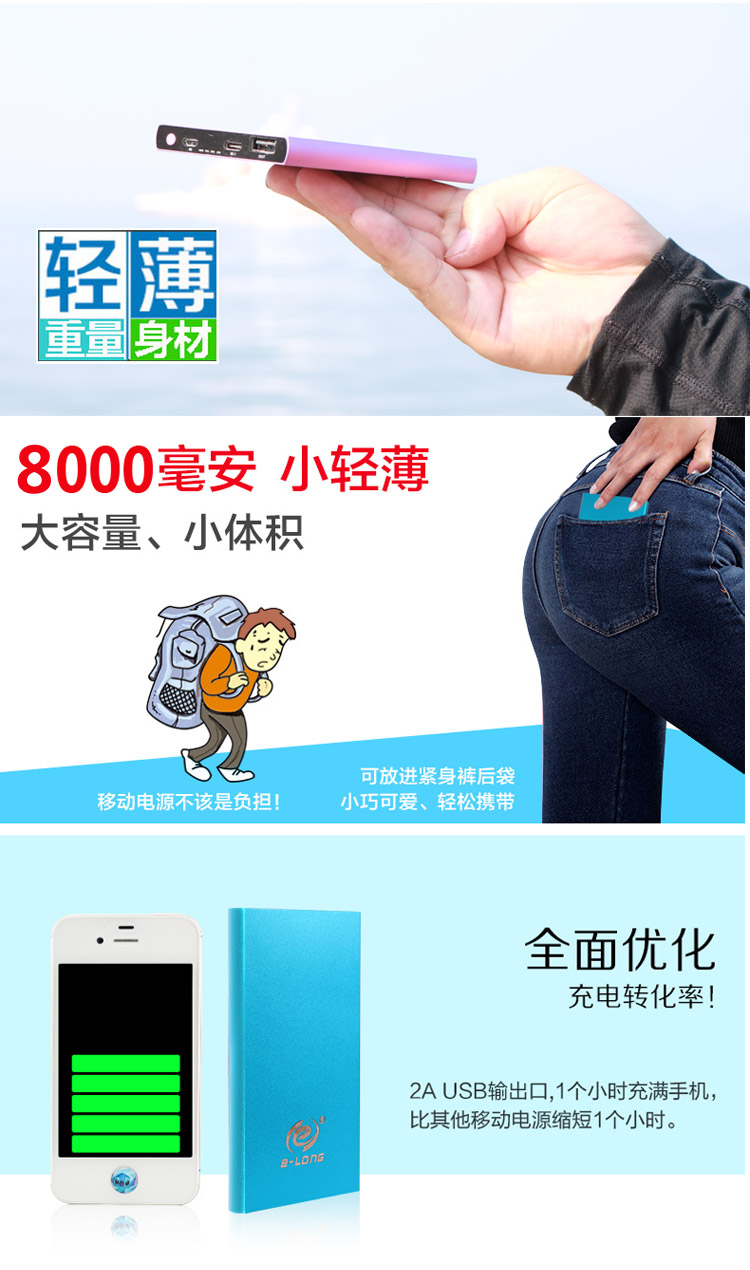 轻薄
重量身材
8000毫安 小轻薄
大容量、小体积
移动电源不该是负担！
可放进紧身裤后袋
小巧可爱、轻松携带
全面优化
充电转化率！
2A USB输出口,1个小时充满手机，
比其他移动电源缩短1个小时。
B-LONG